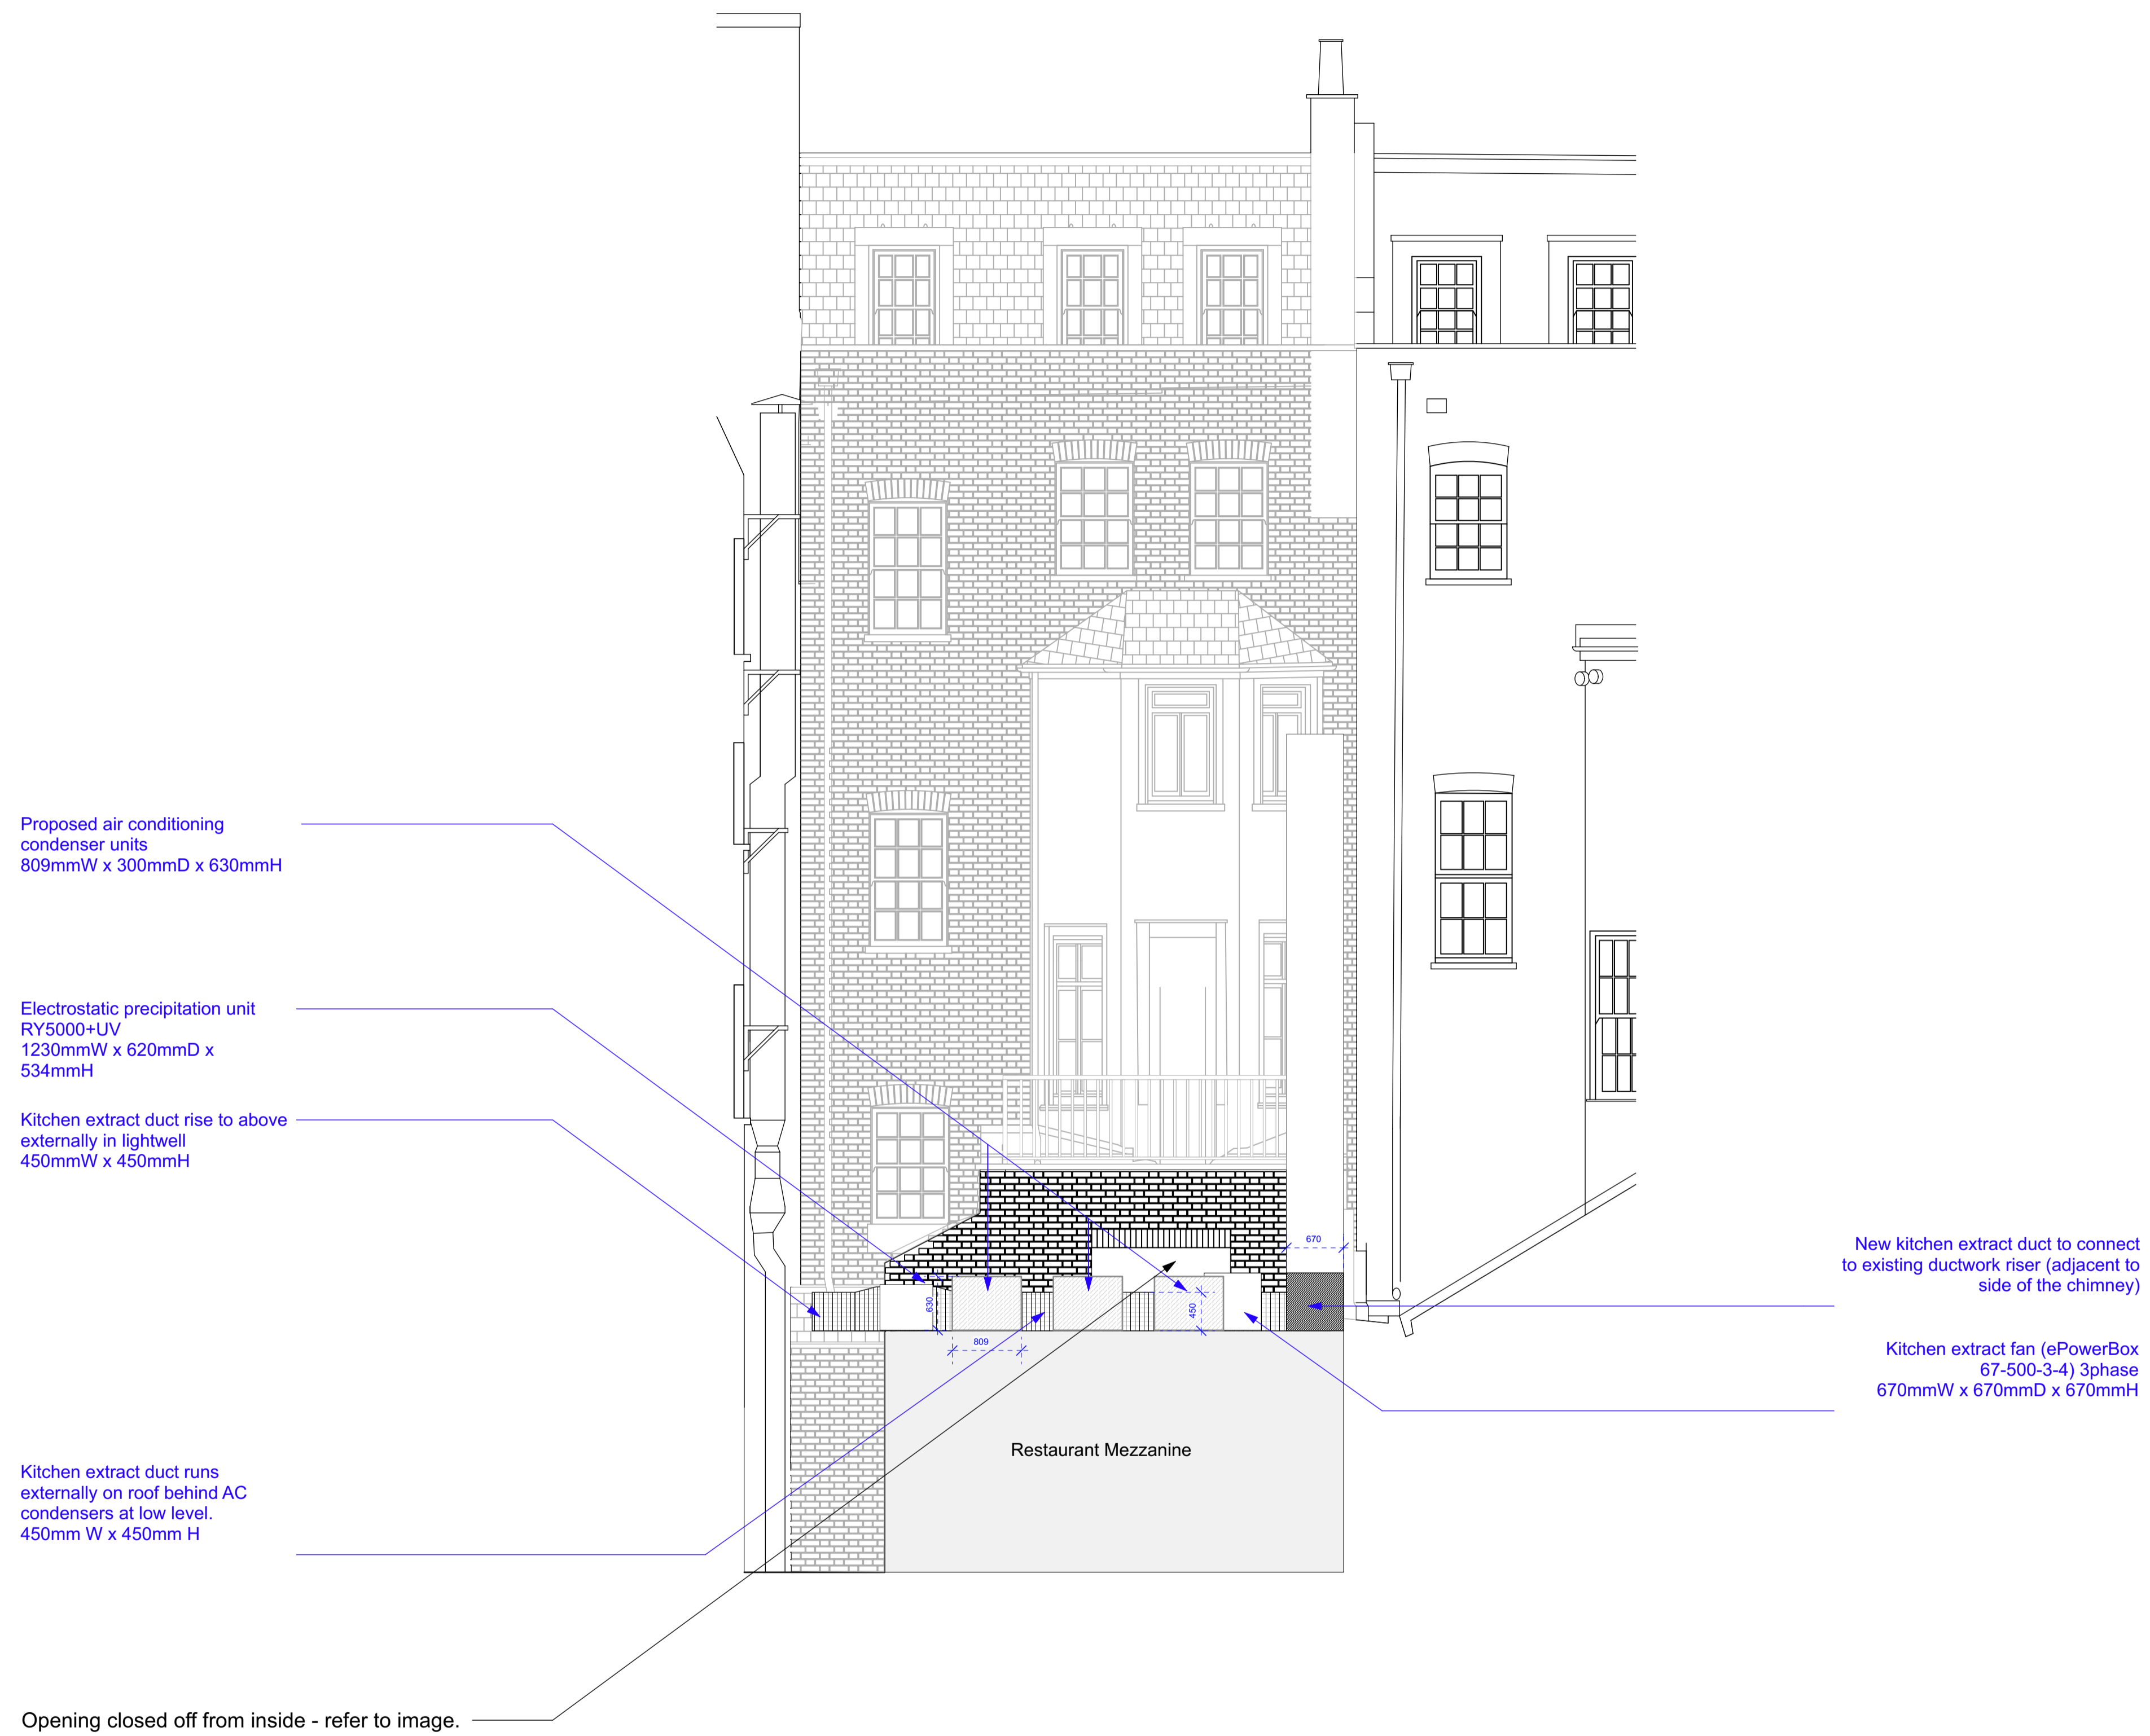 Proposed air conditioning
condenser units
809mmW x 300mmD x 630mmH
Electrostatic precipitation unit
RY5000+UV
1230mmW x 620mmD x
534mmH
Kitchen extract duct rise to above
externally in lightwell
450mmW x 450mmH
Kitchen extract duct runs
externally on roof behind AC
condensers at low level.
450mm W x 450mm H
Opening closed off from inside - refer to image.
630
809
450
670
Restaurant Mezzanine
New kitchen extract duct to connect
to existing ductwork riser (adjacent to
side of the chimney)
Kitchen extract fan (ePowerBox
67-500-3-4) 3phase
670mmW x 670mmD x 670mmH